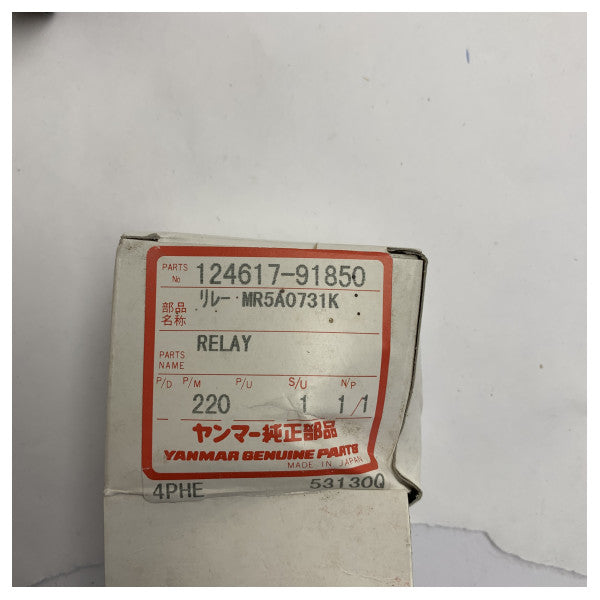 PARTS No 124617-91850
部品名称 リレー MR5A0731K
PARTS NAME RELAY
P/D P/M P/U S/U N/P
220 1 1/1
ヤンマー純正部品
YANMAR GENUINE PARTS
MADE IN JAPAN
4PHE 53130Q